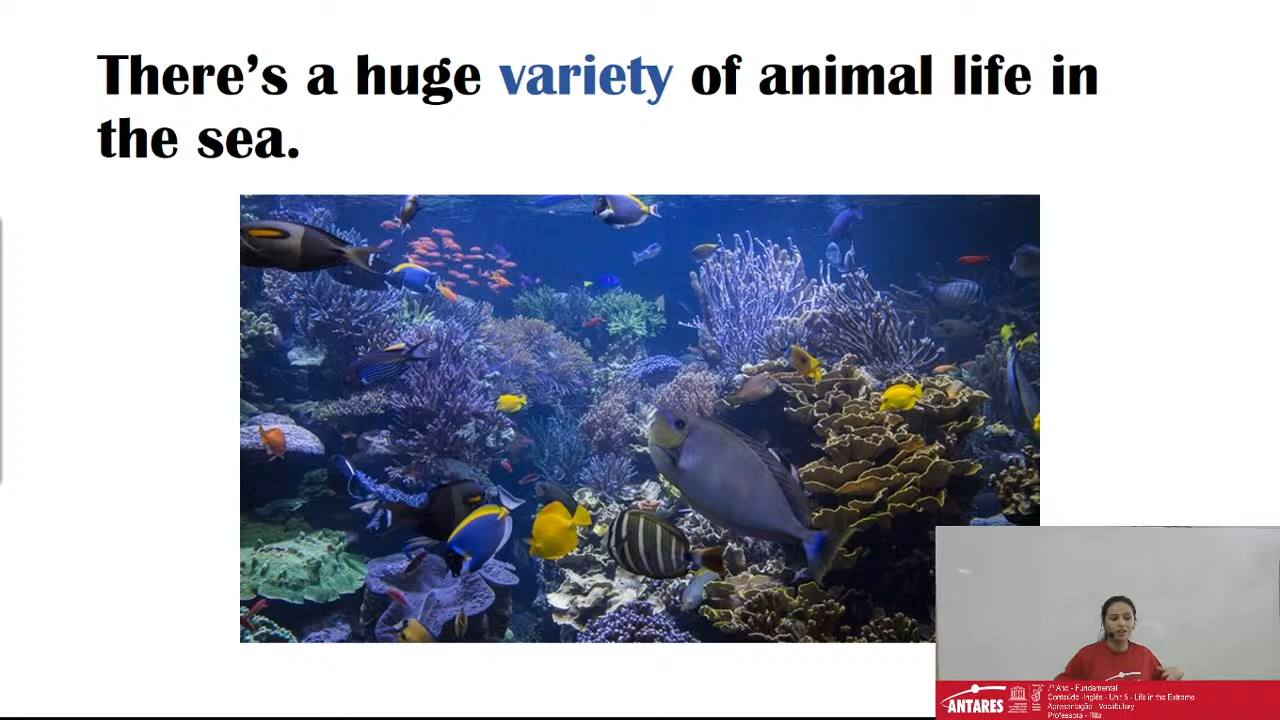 There's a huge variety of animal life in
the sea.
ANTARES
7º Ano - Fundamental
Conteúdo -Inglês - Unit 5 - Life in the Extreme
Apresentação - Vocabulary
Professora - Rita